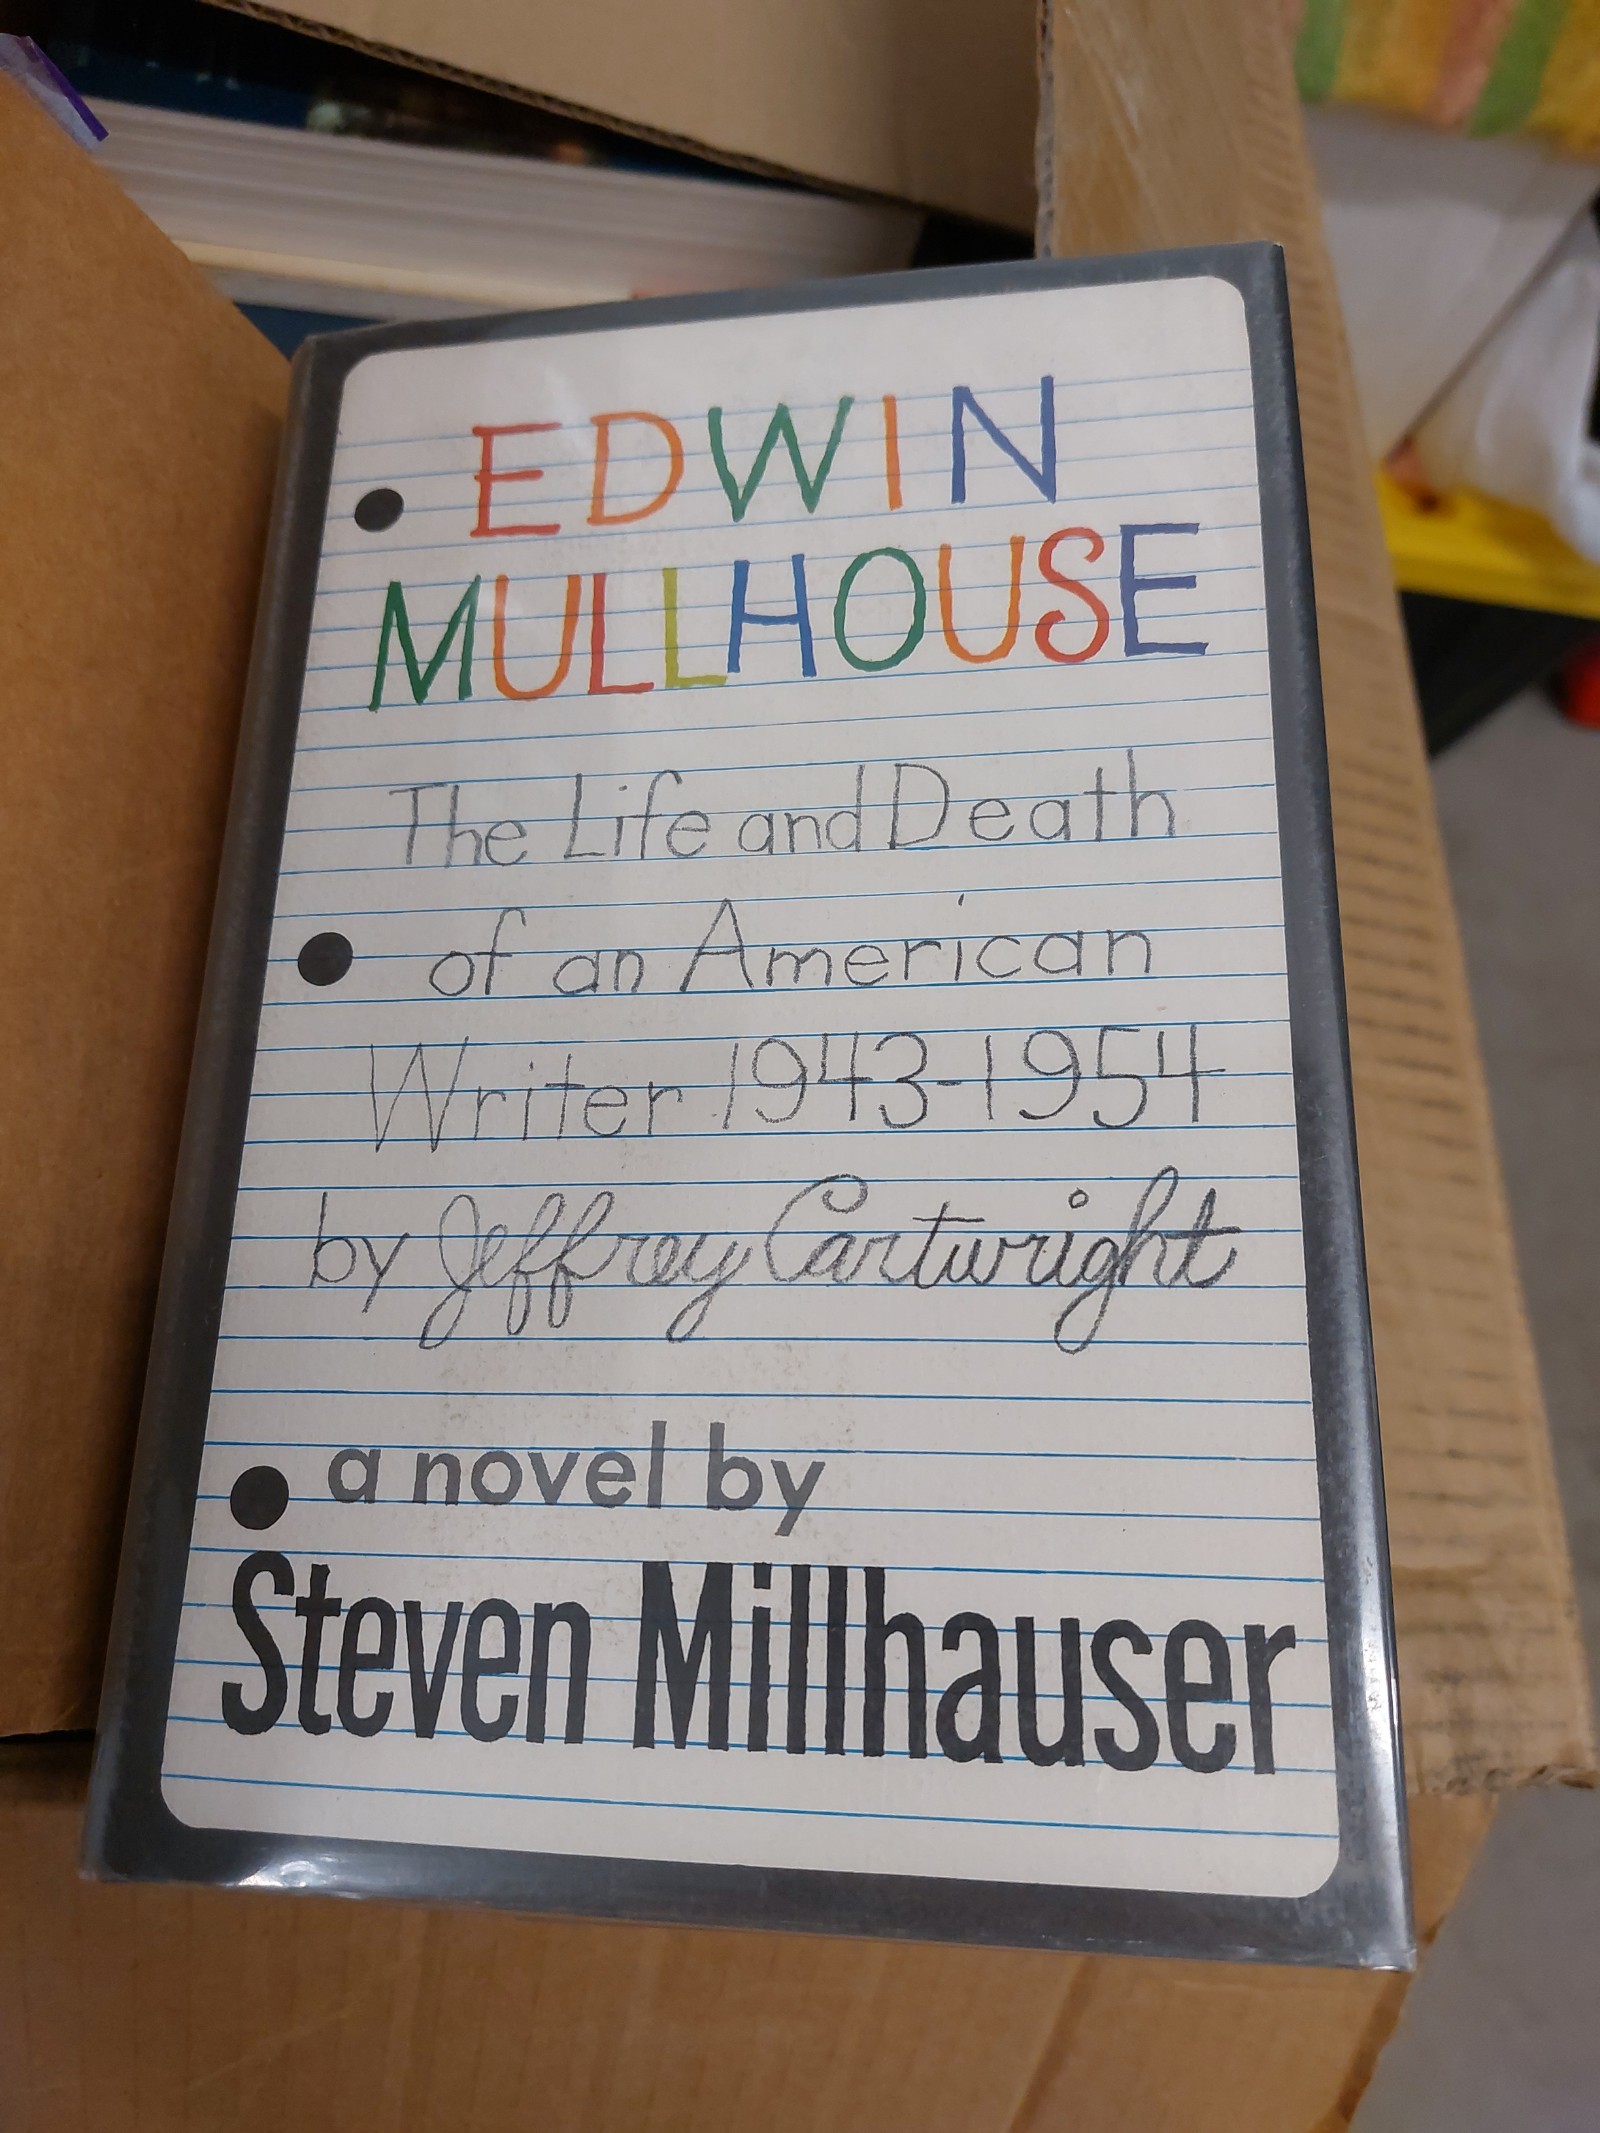 EDWIN
MULLHOUSE
The Life and Death
of an American
Writer 1943-1954
by Jeffrey Cartwright
a novel by
Steven Millhauser